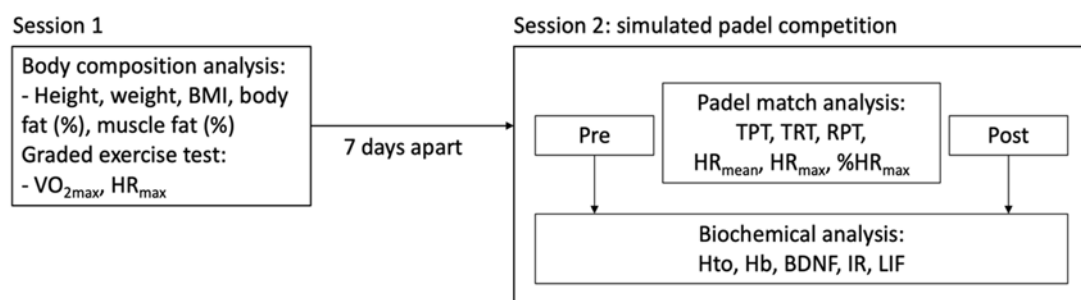 Session 1
Body composition analysis:
- Height, weight, BMI, body
fat (%), muscle fat (%)
Graded exercise test:
- VO2max, HRmax
7 days apart
Session 2: simulated padel competition
Pre
Padel match analysis:
TPT, TRT, RPT,
HRmean, HRmax, %HRmax
Post
Biochemical analysis:
Hto, Hb, BDNF, IR, LIF